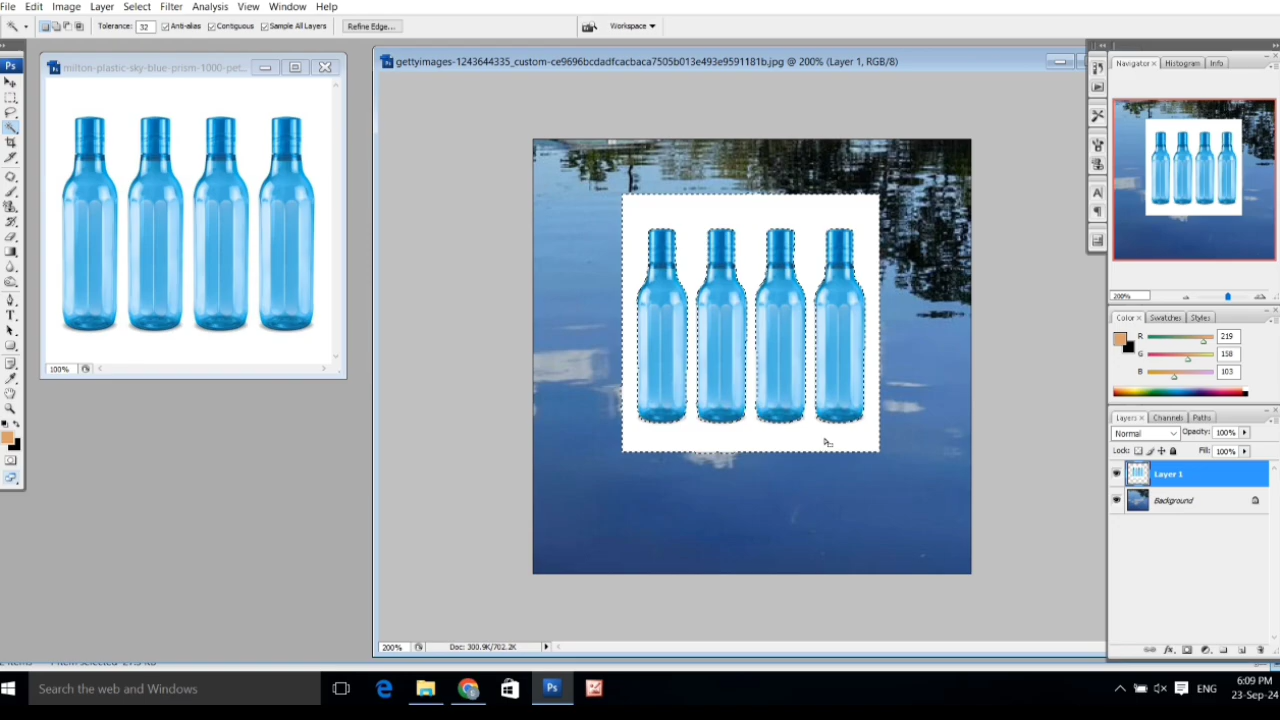 File Edit Image Layer Select Filter Analysis View Window Help
Tolerance: 32 Anti-alias Contiguous Sample All Layers Refine Edge... Workspace
milton-plastic-sky-blue-prism-1000-pet...
gettyimages-1243644335_custom-ce9696bcdadfcacbaca7505b013e493e9591181b.jpg @ 200% (Layer 1, RGB/8)
Navigator Histogram Info
Ps
200%
Color Swatches Styles
R 219
G 158
B 103
100%
Layers Channels Paths
Normal Opacity: 100%
Lock: Fill: 100%
Layer 1
Background
200% Doc: 300.9K/702.2K
Search the web and Windows
Ps
ENG
6:09 PM
23-Sep-24